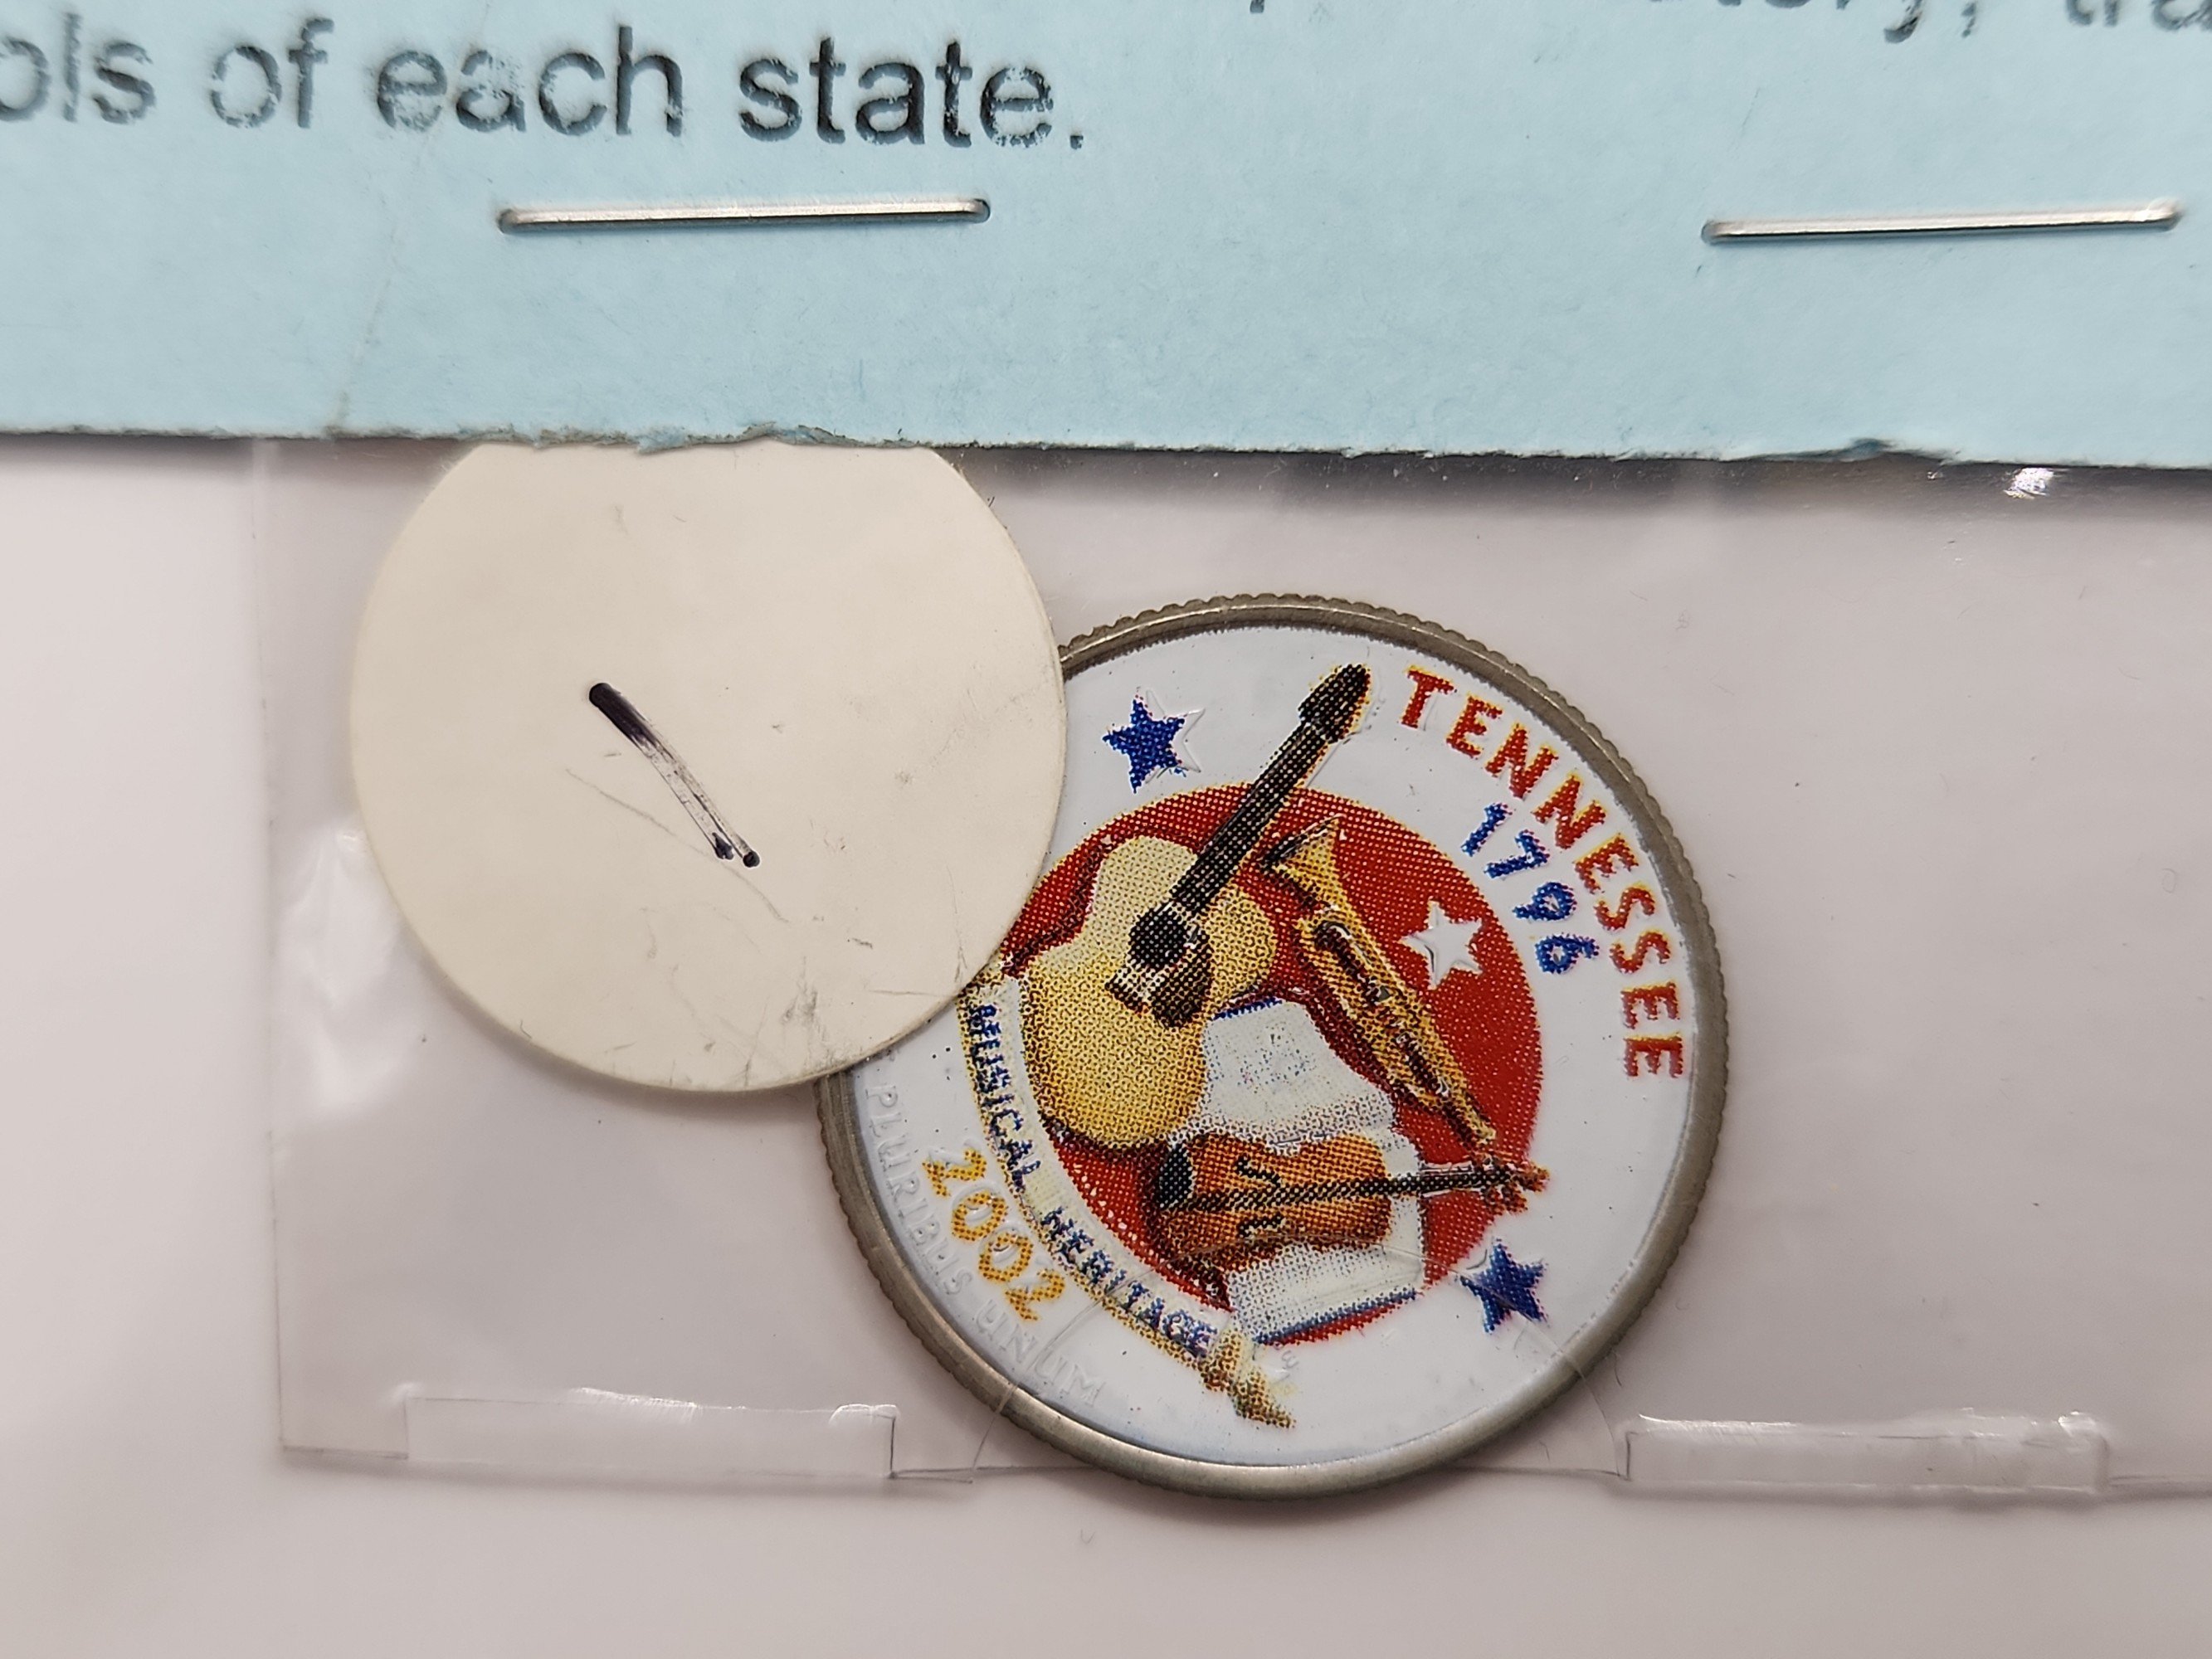 ols of each state.
TENNESSEE
1796
MUSICAL HERITAGE
2002
PLURIBUS UNUM